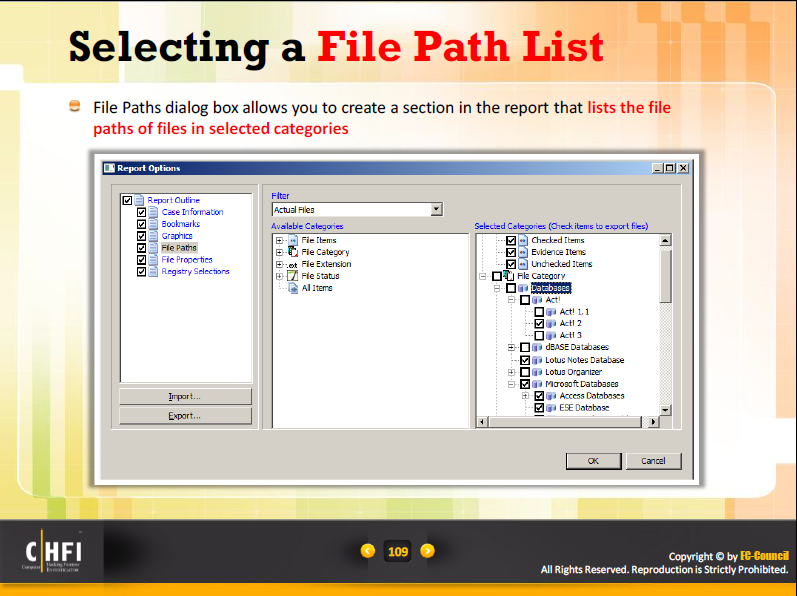 Selecting a File Path List
File Paths dialog box allows you to create a section in the report that lists the file
paths of files in selected categories
Report Options
Report Outline
Case Information
Bookmarks
Graphics
File Paths
File Properties
Registry Selections
Import...
Export...
Filter
Actual Files
Available Categories
File Items
File Category
File Extension
File Status
All Items
Selected Categories (Check items to export files)
Checked Items
Evidence Items
Unchecked Items
File Category
Databases
Act!
Act! 1.1
Act! 2
Act! 3
dBASE Databases
Lotus Notes Database
Lotus Organizer
Microsoft Databases
Access Databases
ESE Database
OK
Cancel
CHFI
Computer Hacking Forensic
INVESTIGATOR
109
Copyright © by EC-Council
All Rights Reserved. Reproduction is Strictly Prohibited.